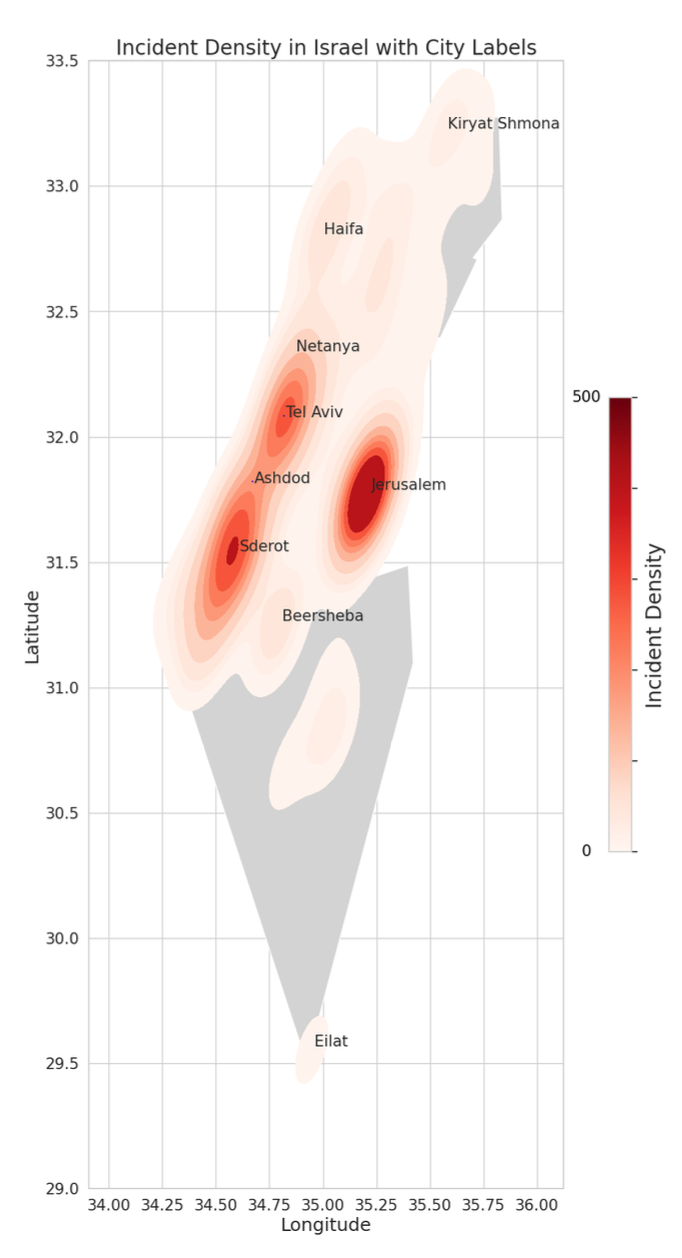 Incident Density in Israel with City Labels
33.5
33.0
32.5
32.0
31.5
31.0
30.5
30.0
29.5
29.0
Latitude
Kiryat Shmona
Haifa
Netanya
Tel Aviv
Ashdod
Jerusalem
Sderot
Beersheba
Eilat
34.00 34.25 34.50 34.75 35.00 35.25 35.50 35.75 36.00
Longitude
500
0
Incident Density